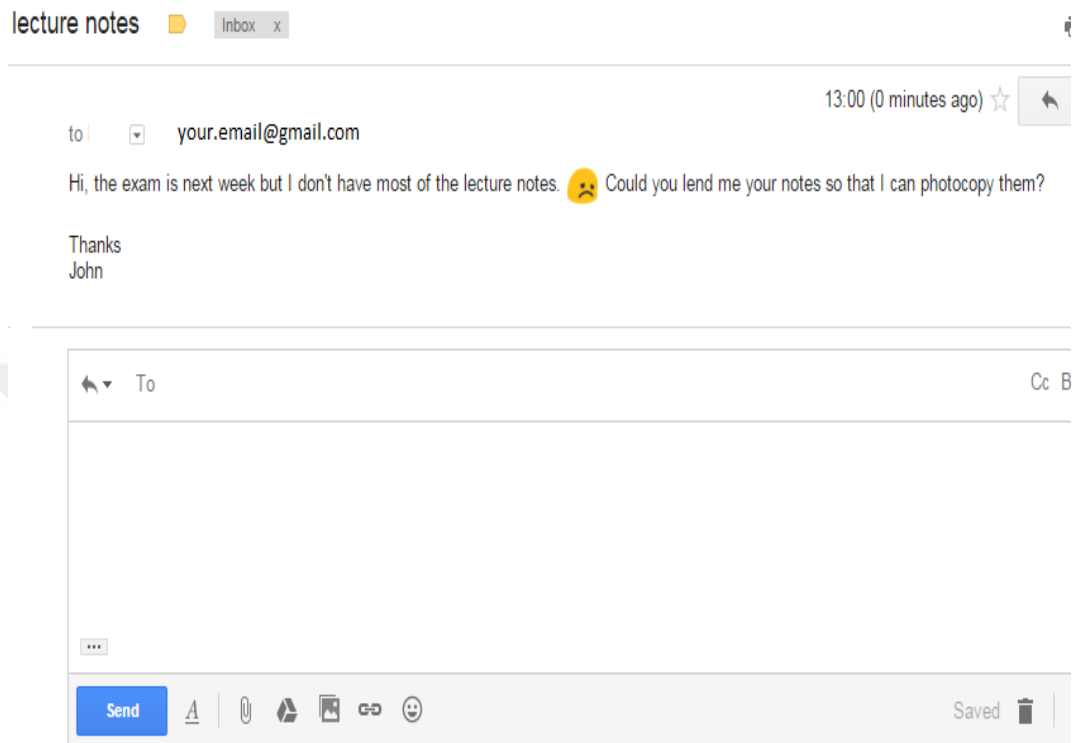 lecture notes Inbox x
13:00 (0 minutes ago)
to your.email@gmail.com
Hi, the exam is next week but I don't have most of the lecture notes. Could you lend me your notes so that I can photocopy them?
Thanks
John
To Cc B
...
Send A Saved